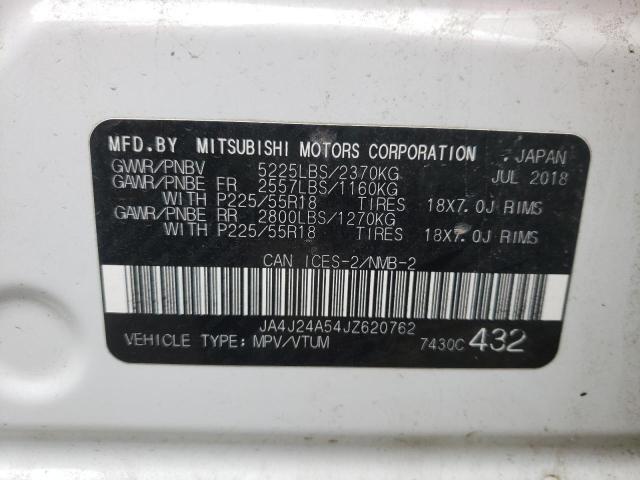 MFD.BY MITSUBISHI MOTORS CORPORATION , JAPAN
GVWR/PNBV 5225LBS/2370KG JUL 2018
GAWR/PNBE FR 2557LBS/1160KG
WITH P225/55R18 TIRES 18X7.0J RIMS
GAWR/PNBE RR 2800LBS/1270KG
WITH P225/55R18 TIRES 18X7.0J RIMS
CAN ICES-2/NMB-2
JA4J24A54JZ620762
VEHICLE TYPE: MPV/VTUM 7430C 432